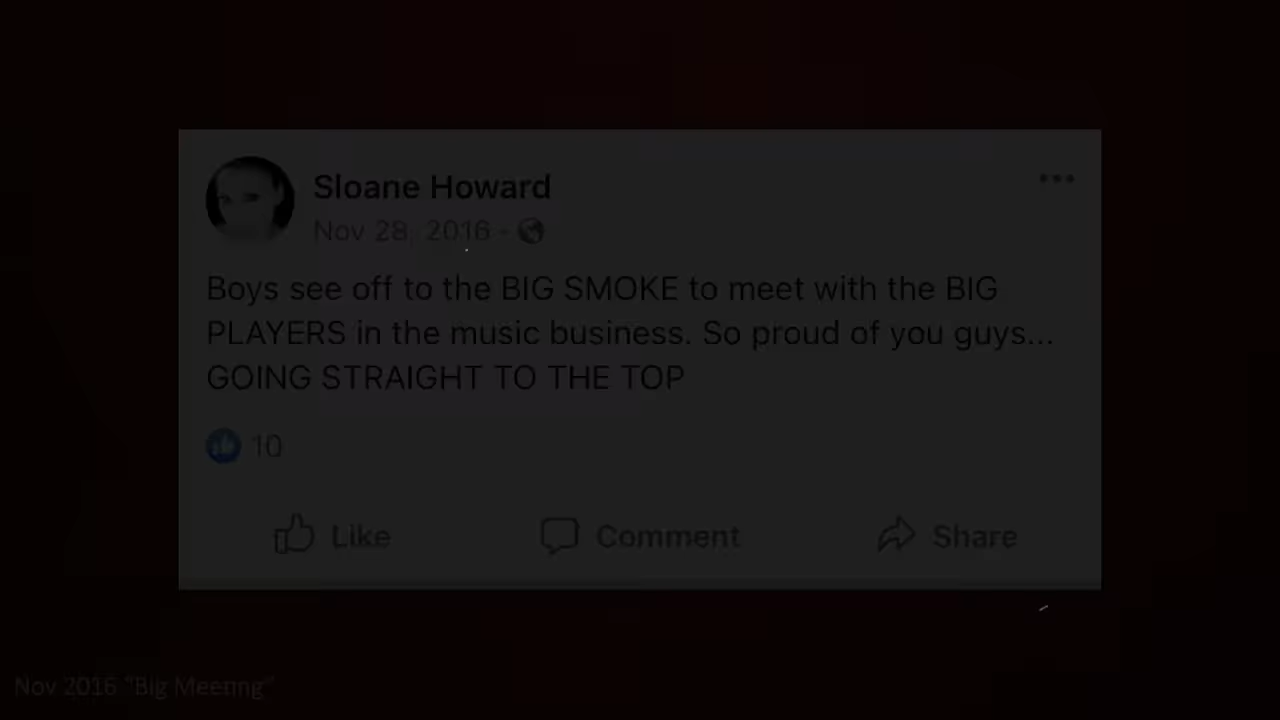 Sloane Howard
Nov 28, 2016 ·
Boys see off to the BIG SMOKE to meet with the BIG
PLAYERS in the music business. So proud of you guys...
GOING STRAIGHT TO THE TOP
10
Like Comment Share
Nov 2016 "Big Meeting"